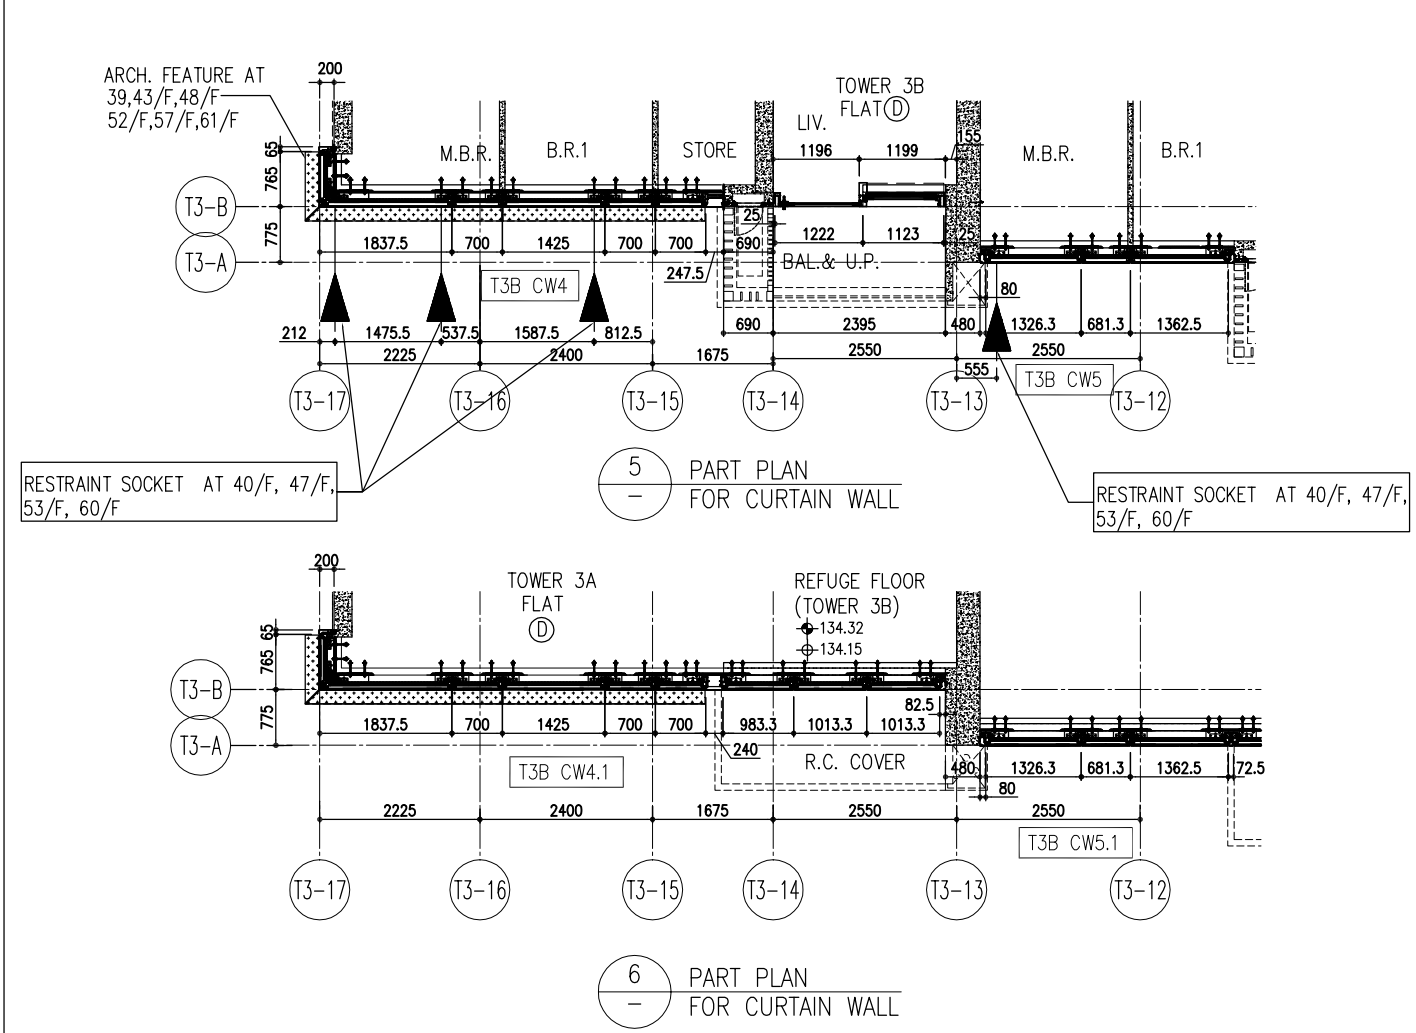 ARCH. FEATURE AT
39,43/F,48/F
52/F,57/F,61/F
200
TOWER 3B
FLAT D
LIV.
M.B.R.
B.R.1
STORE
1196
1199
155
M.B.R.
B.R.1
65
765
775
T3-B
T3-A
25
1837.5
700
1425
700
700
690
1222
1123
25
247.5
BAL.& U.P.
T3B CW4
80
212
1475.5
537.5
1587.5
812.5
690
2395
480
1326.3
681.3
1362.5
2225
2400
1675
2550
2550
555
T3B CW5
T3-17
T3-16
T3-15
T3-14
T3-13
T3-12
RESTRAINT SOCKET AT 40/F, 47/F,
53/F, 60/F
5
–
PART PLAN
FOR CURTAIN WALL
RESTRAINT SOCKET AT 40/F, 47/F,
53/F, 60/F
200
TOWER 3A
FLAT
D
REFUGE FLOOR
(TOWER 3B)
134.32
134.15
65
765
775
T3-B
T3-A
82.5
1837.5
700
1425
700
700
983.3
1013.3
1013.3
240
R.C. COVER
T3B CW4.1
480
1326.3
681.3
1362.5
72.5
80
2225
2400
1675
2550
2550
T3B CW5.1
T3-17
T3-16
T3-15
T3-14
T3-13
T3-12
6
–
PART PLAN
FOR CURTAIN WALL